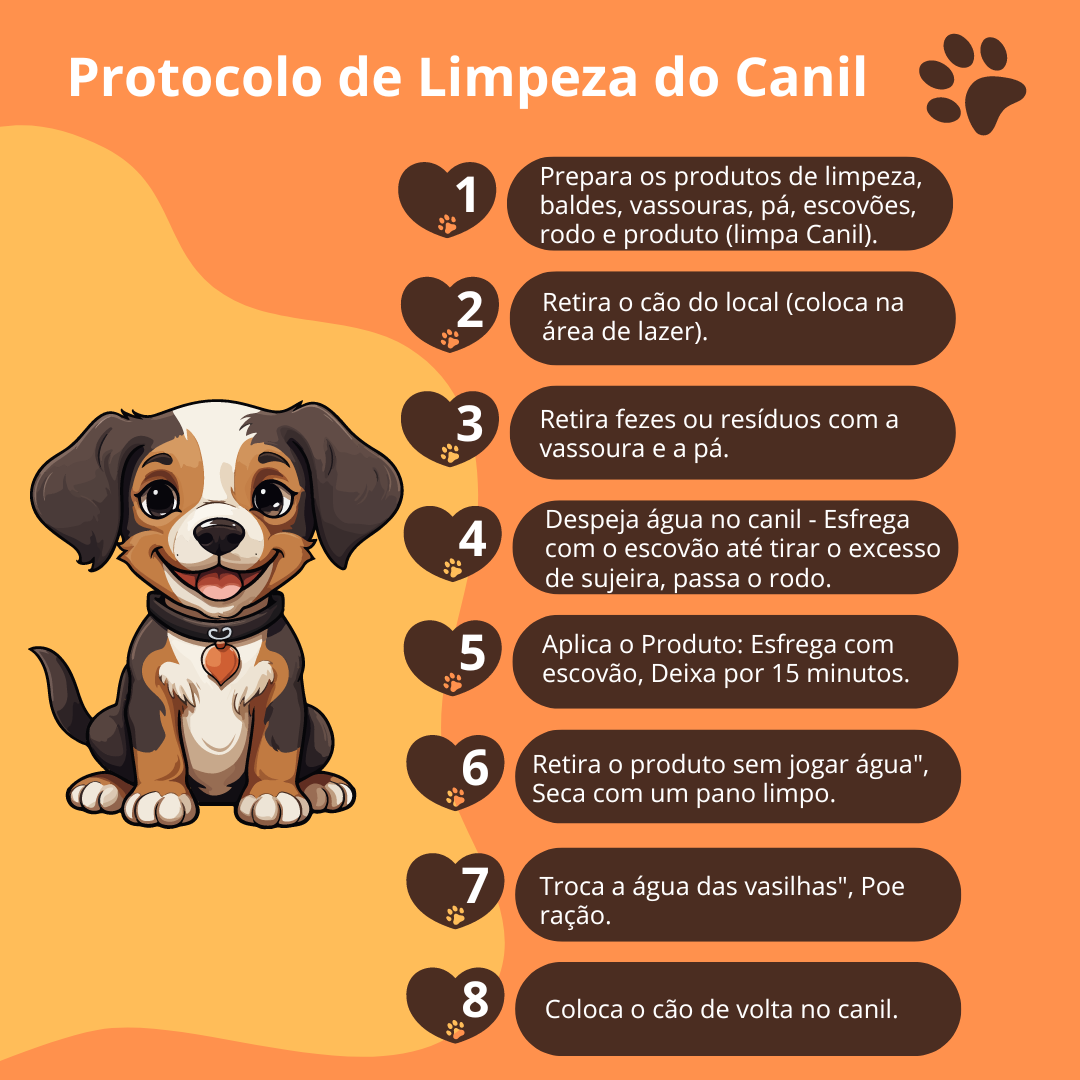 Protocolo de Limpeza do Canil
1
Prepara os produtos de limpeza,
baldes, vassouras, pá, escovões,
rodo e produto (limpa Canil).
2
Retira o cão do local (coloca na
área de lazer).
3
Retira fezes ou resíduos com a
vassoura e a pá.
4
Despeja água no canil - Esfrega
com o escovão até tirar o excesso
de sujeira, passa o rodo.
5
Aplica o Produto: Esfrega com
escovão, Deixa por 15 minutos.
6
Retira o produto sem jogar água",
Seca com um pano limpo.
7
Troca a água das vasilhas", Poe
ração.
8
Coloca o cão de volta no canil.